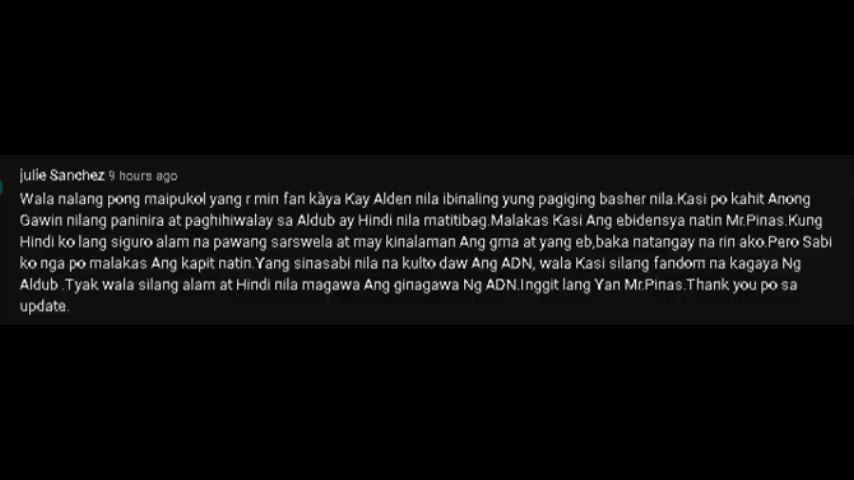 julie Sanchez 9 hours ago
Wala nalang pong maipukol yang r min fan kàya Kay Alden nila ibinaling yung pagiging basher nila.Kasi po kahit Anong
Gawin nilang paninira at paghihiwalay sa Aldub ay Hindi nila matitibag.Malakas Kasi Ang ebidensya natin Mr.Pinas.Kung
Hindi ko lang siguro alam na pawang sarswela at may kinalaman Ang gma at yang eb,baka natangay na rin ako.Pero Sabi
ko nga po malakas Ang kapit natin.Yang sinasabi nila na kulto daw Ang ADN, wala Kasi silang fandom na kagaya Ng
Aldub .Tyak wala silang alam at Hindi nila magawa Ang ginagawa Ng ADN.Inggit lang Yan Mr.Pinas.Thank you po sa
update.